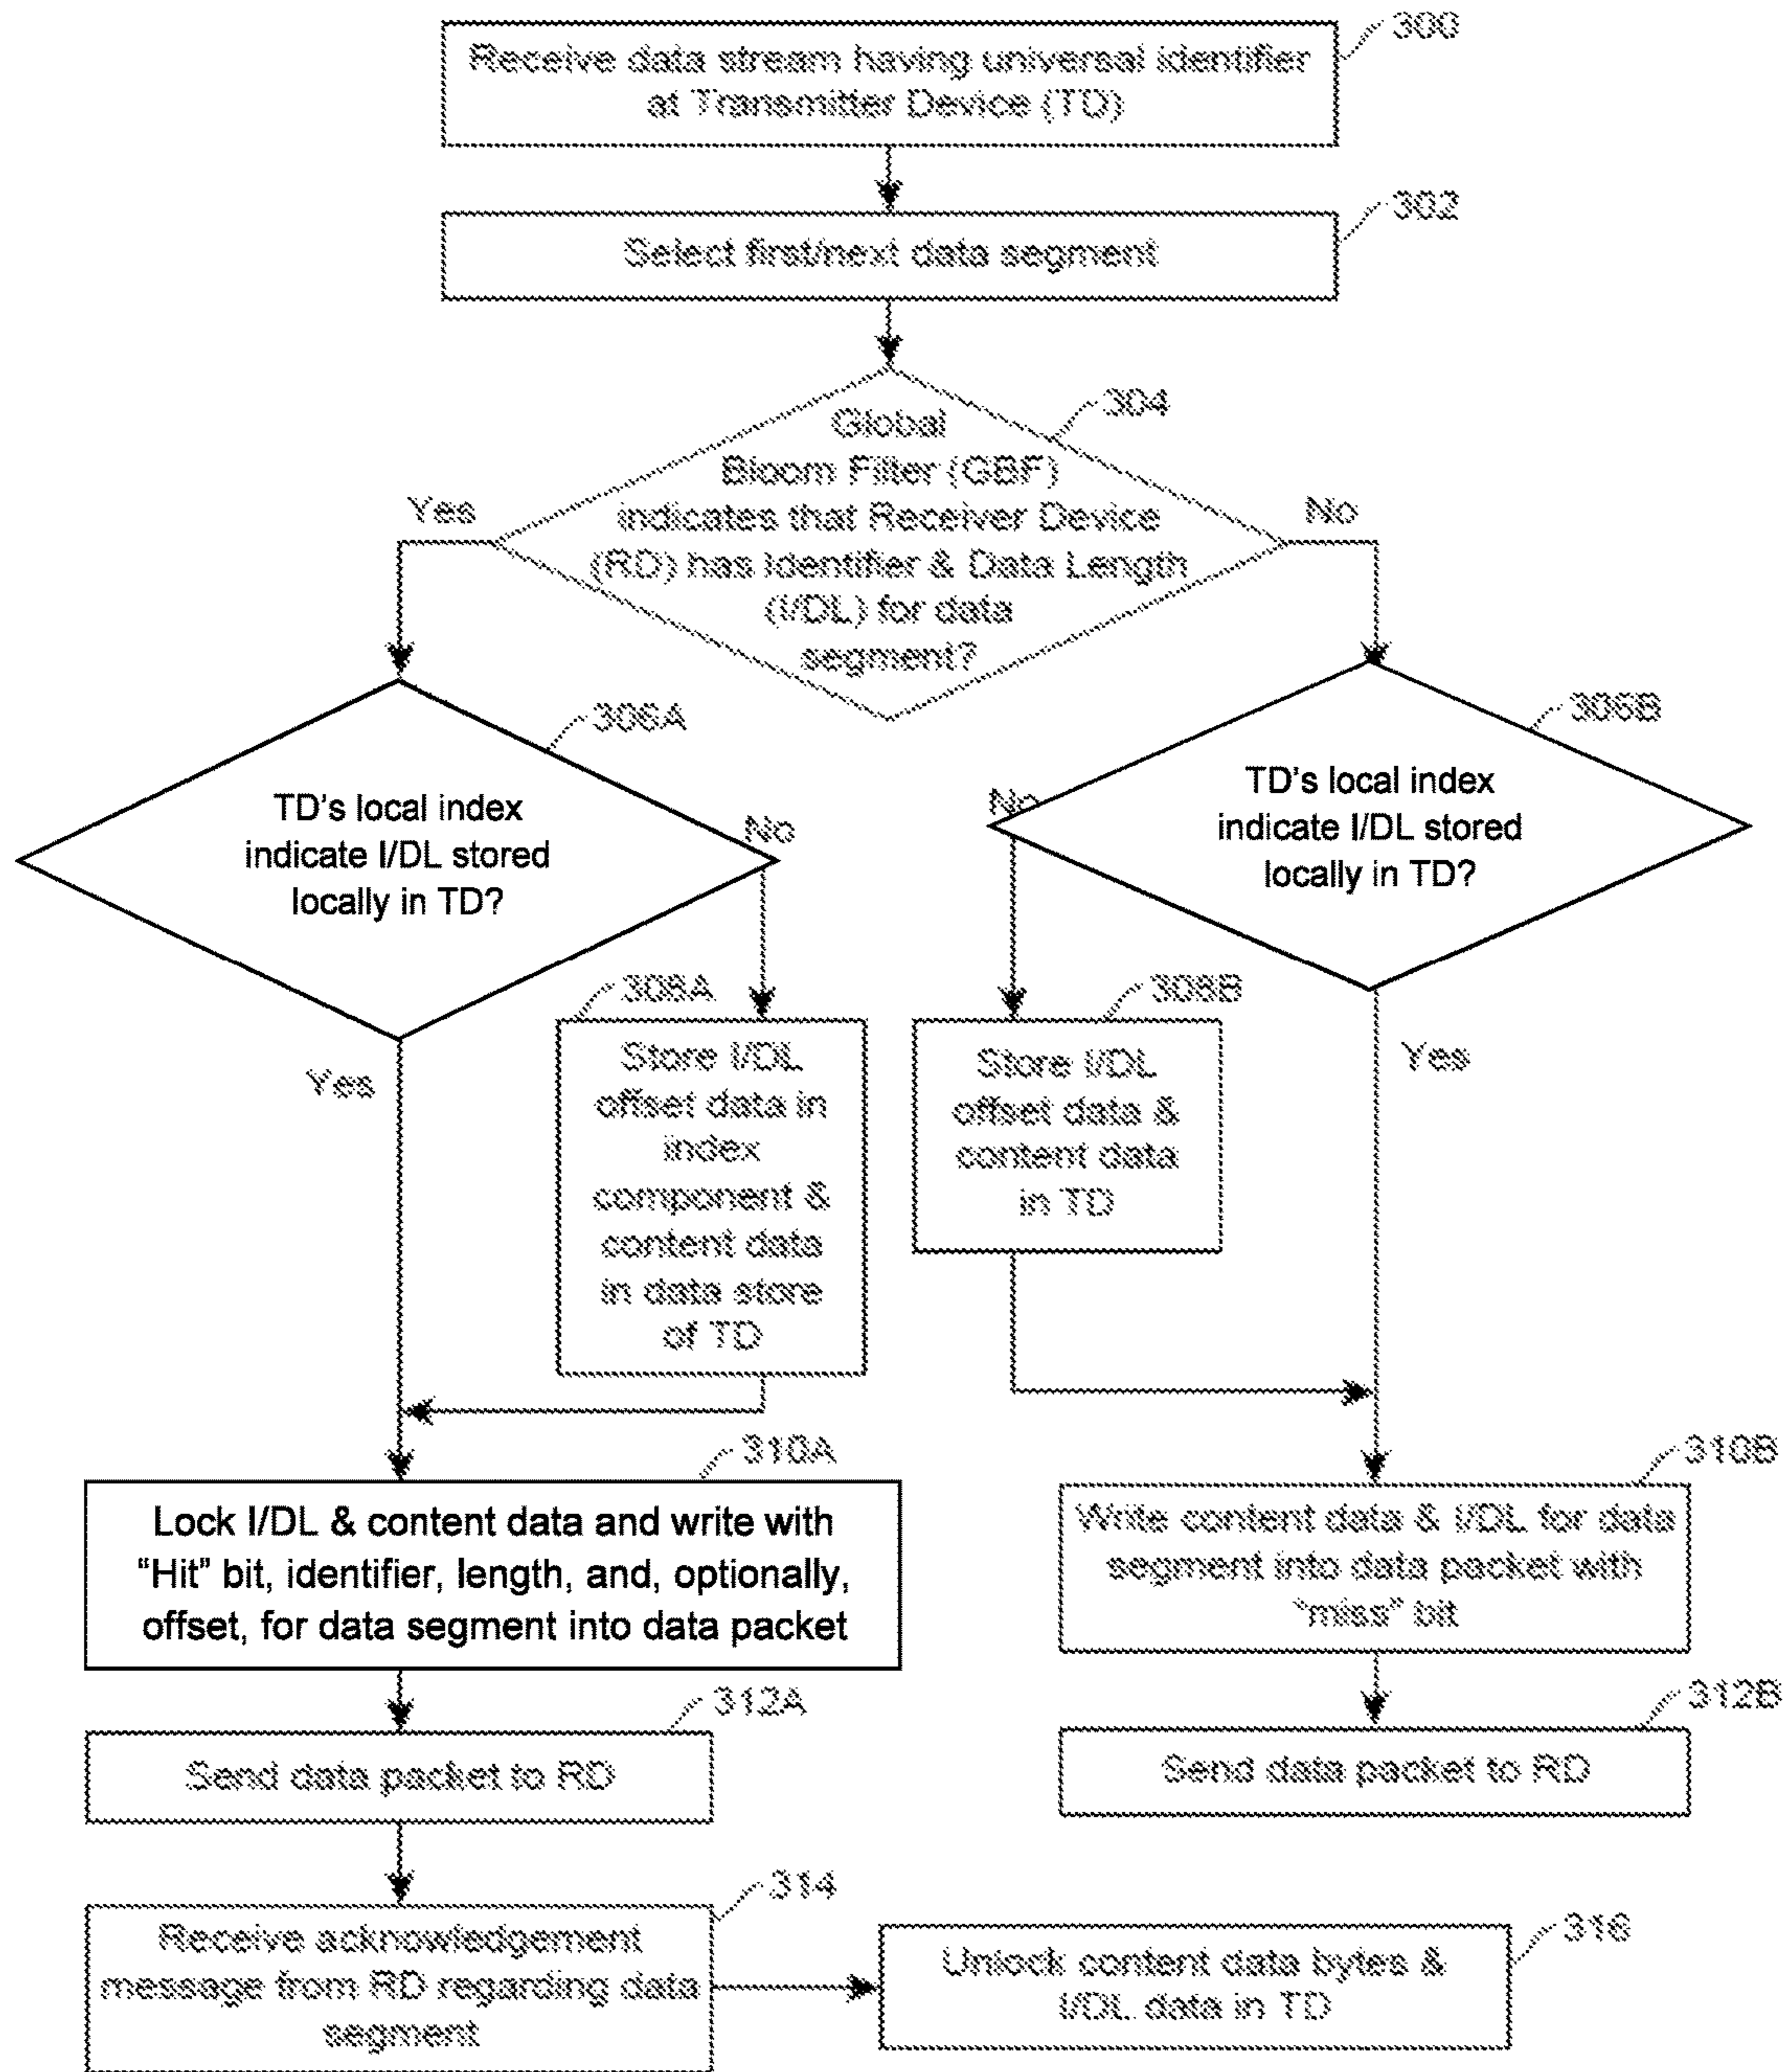 300
Receive data stream having universal identifier
at Transmitter Device (TD)
302
Select first/next data segment
304
Global
Bloom Filter (GBF)
indicates that Receiver Device
(RD) has Identifier & Data Length
(I/DL) for data
segment?
Yes
No
306A
TD's local index
indicate I/DL stored
locally in TD?
No
Yes
306B
TD's local index
indicate I/DL stored
locally in TD?
No
Yes
308A
Store I/DL
offset data in
index
component &
content data
in data store
of TD
308B
Store I/DL
offset data &
content data
in TD
310A
Lock I/DL & content data and write with
“Hit” bit, identifier, length, and, optionally,
offset, for data segment into data packet
310B
Write content data & I/DL for data
segment into data packet with
“miss” bit
312A
Send data packet to RD
312B
Send data packet to RD
314
Receive acknowledgement
message from RD regarding data
segment
316
Unlock content data bytes &
I/DL data in TD